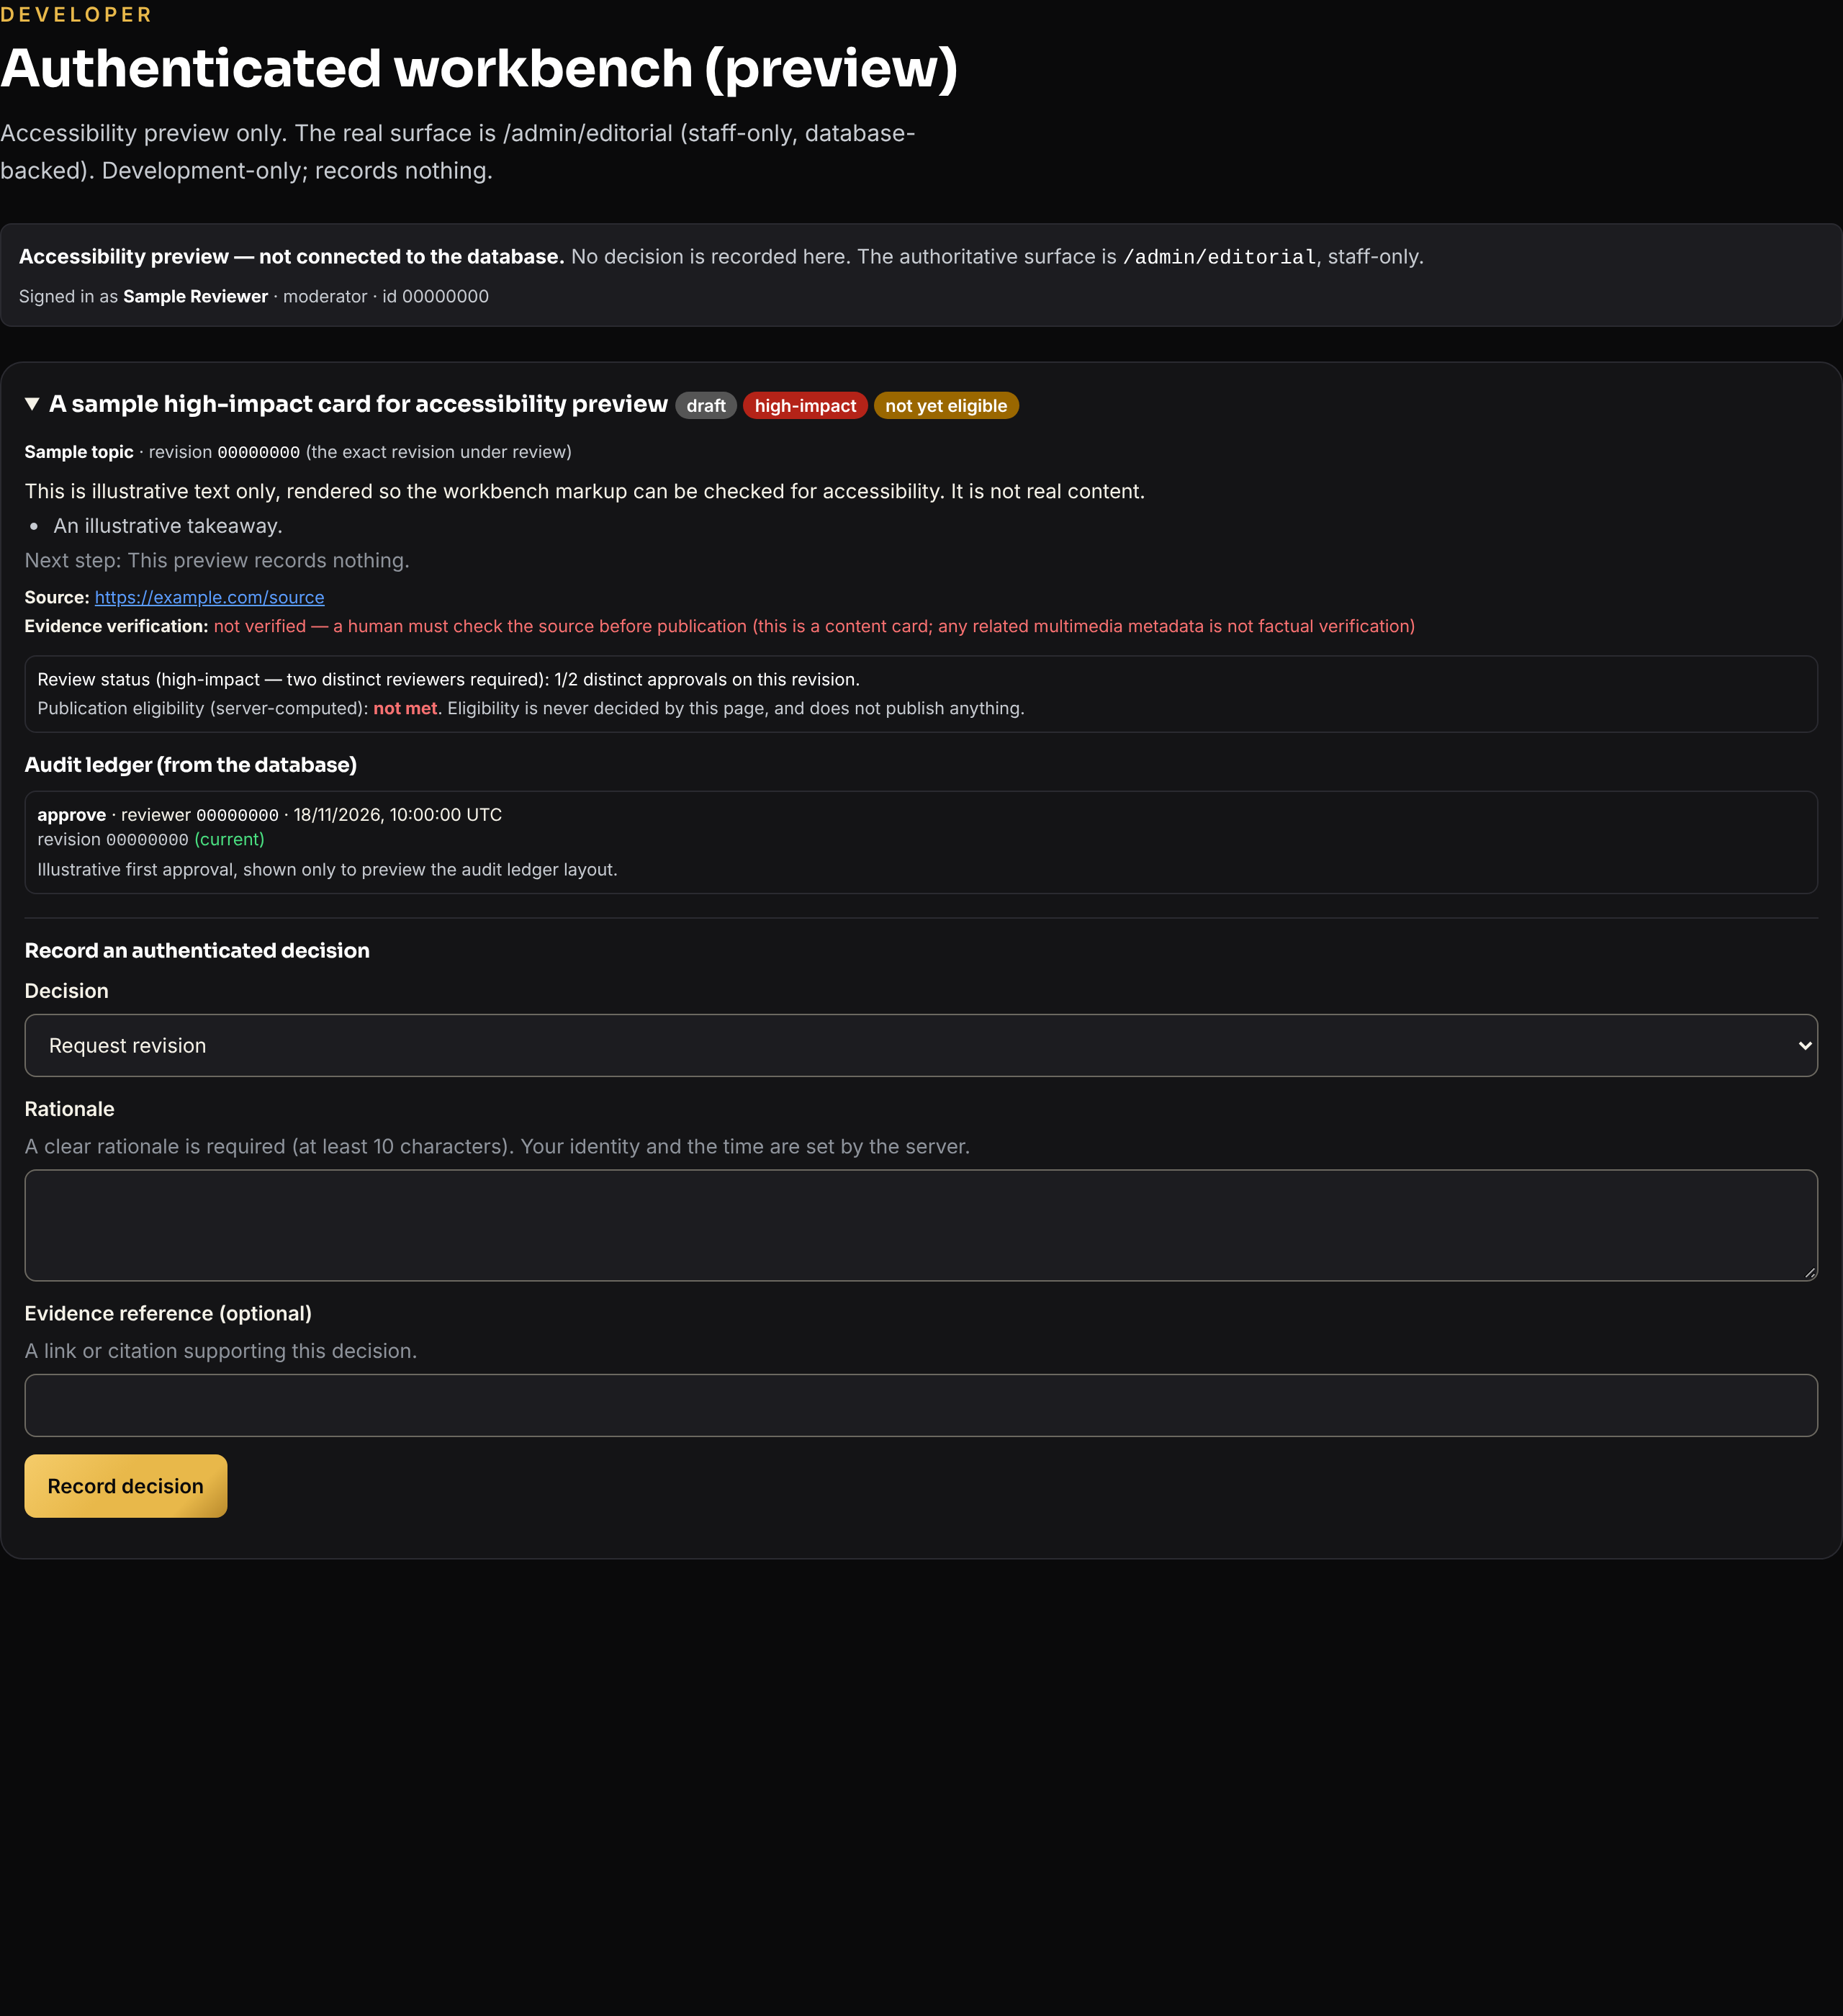 DEVELOPER
Authenticated workbench (preview)
Accessibility preview only. The real surface is /admin/editorial (staff-only, database-
backed). Development-only; records nothing.
Accessibility preview — not connected to the database. No decision is recorded here. The authoritative surface is /admin/editorial, staff-only.
Signed in as Sample Reviewer · moderator · id 00000000
▼ A sample high-impact card for accessibility preview draft high-impact not yet eligible
Sample topic · revision 00000000 (the exact revision under review)
This is illustrative text only, rendered so the workbench markup can be checked for accessibility. It is not real content.
• An illustrative takeaway.
Next step: This preview records nothing.
Source: https://example.com/source
Evidence verification: not verified — a human must check the source before publication (this is a content card; any related multimedia metadata is not factual verification)
Review status (high-impact — two distinct reviewers required): 1/2 distinct approvals on this revision.
Publication eligibility (server-computed): not met. Eligibility is never decided by this page, and does not publish anything.
Audit ledger (from the database)
approve · reviewer 00000000 · 18/11/2026, 10:00:00 UTC
revision 00000000 (current)
Illustrative first approval, shown only to preview the audit ledger layout.
Record an authenticated decision
Decision
Request revision
Rationale
A clear rationale is required (at least 10 characters). Your identity and the time are set by the server.
Evidence reference (optional)
A link or citation supporting this decision.
Record decision